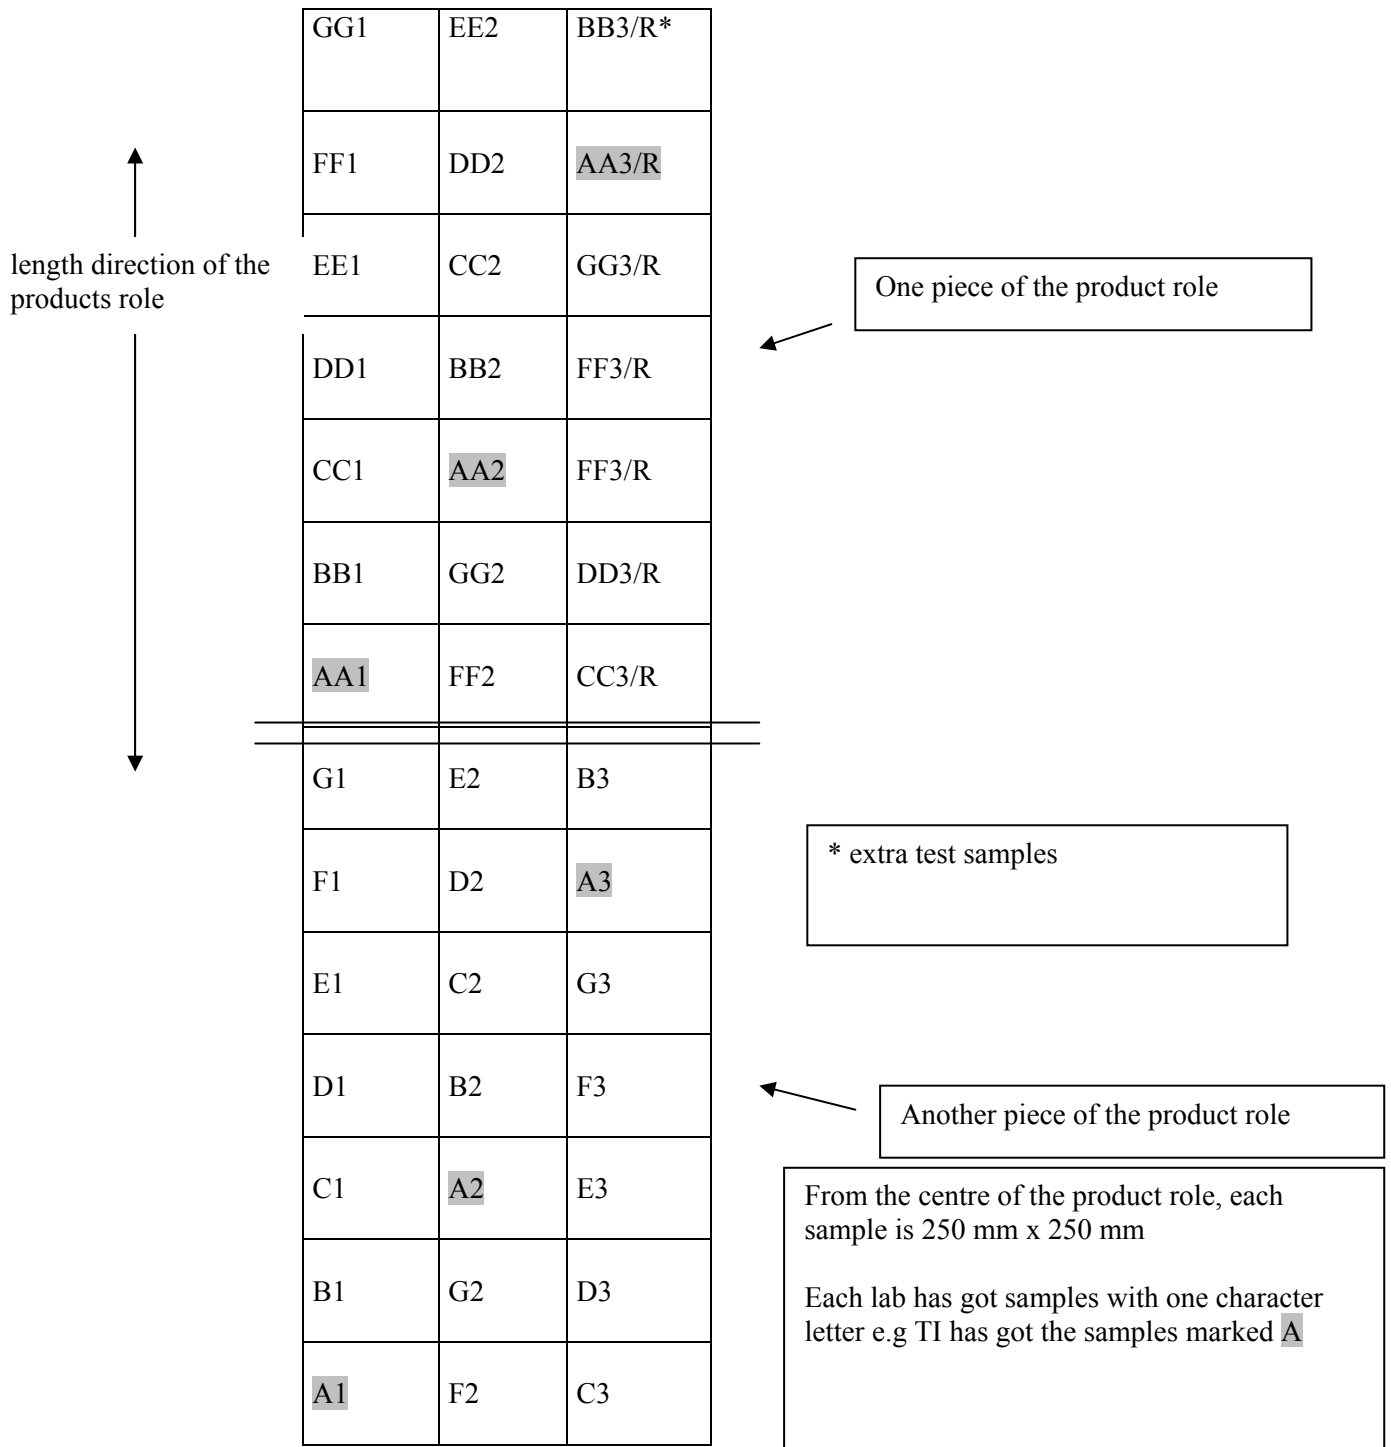 GG1 EE2 BB3/R*
FF1 DD2 AA3/R
length direction of the
products role
EE1 CC2 GG3/R
One piece of the product role
DD1 BB2 FF3/R
CC1 AA2 FF3/R
BB1 GG2 DD3/R
AA1 FF2 CC3/R
G1 E2 B3
* extra test samples
F1 D2 A3
E1 C2 G3
D1 B2 F3
Another piece of the product role
C1 A2 E3
From the centre of the product role, each
sample is 250 mm x 250 mm
Each lab has got samples with one character
letter e.g TI has got the samples marked A
B1 G2 D3
A1 F2 C3